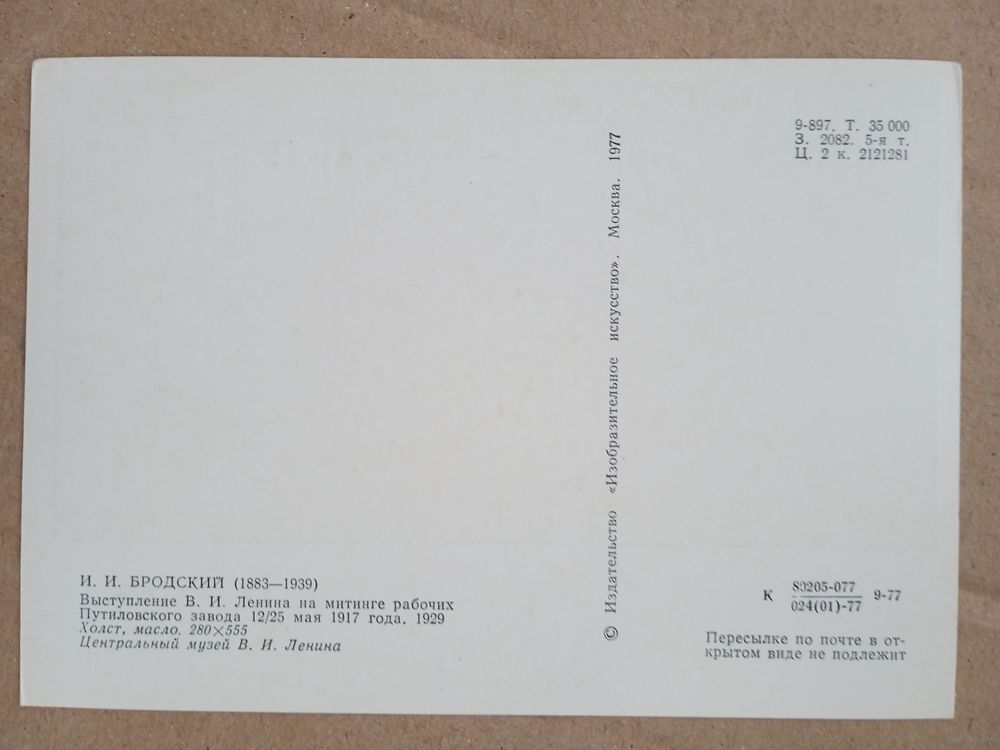 9-897. Т. 35 000
З. 2082. 5-я т.
Ц. 2 к. 2121281
© Издательство «Изобразительное искусство». Москва. 1977
И. И. БРОДСКИЙ (1883—1939)
Выступление В. И. Ленина на митинге рабочих
Путиловского завода 12/25 мая 1917 года. 1929
Холст, масло. 280×555
Центральный музей В. И. Ленина
К 80205-077 9-77
024(01)-77
Пересылке по почте в от-
крытом виде не подлежит